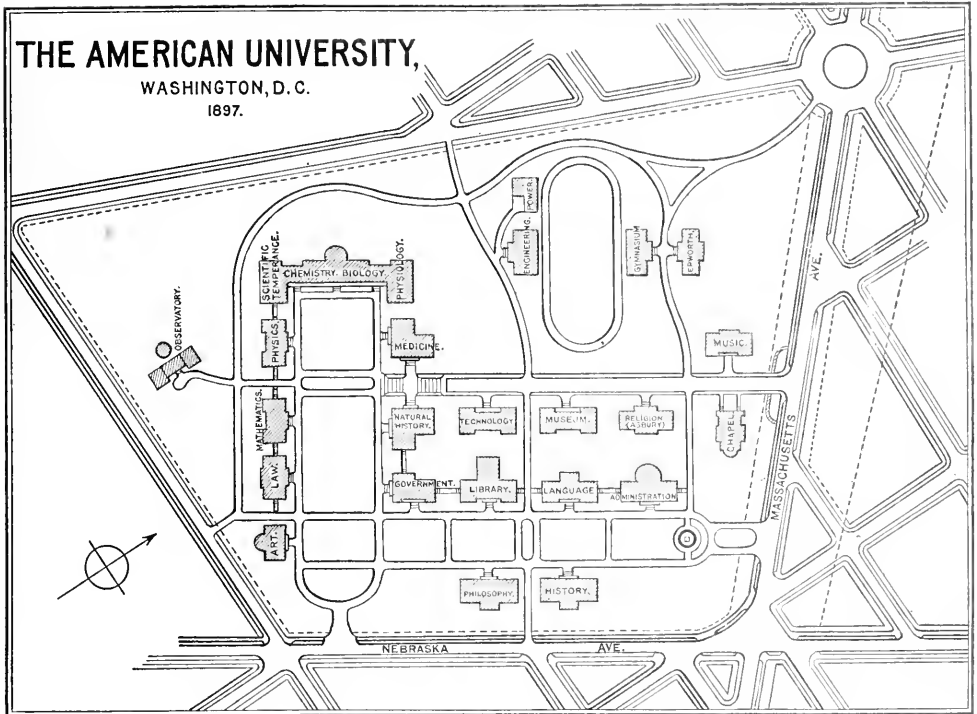 THE AMERICAN UNIVERSITY,
WASHINGTON, D.C.
1897.
POWER.
ENGINEERING.
GYMNASIUM
EPWORTH.
AVE.
SCIENTIFIC
TEMPERANCE.
CHEMISTRY. BIOLOGY.
PHYSIOLOGY.
OBSERVATORY.
PHYSICS.
MEDICINE.
MUSIC.
MATHEMATICS.
NATURAL
HISTORY.
TECHNOLOGY
MUSEUM.
RELIGION
(ASBURY)
CHAPEL.
MASSACHUSETTS
LAW.
GOVERNMENT.
LIBRARY.
LANGUAGE
ADMINISTRATION
ART.
PHILOSOPHY.
HISTORY.
NEBRASKA
AVE.